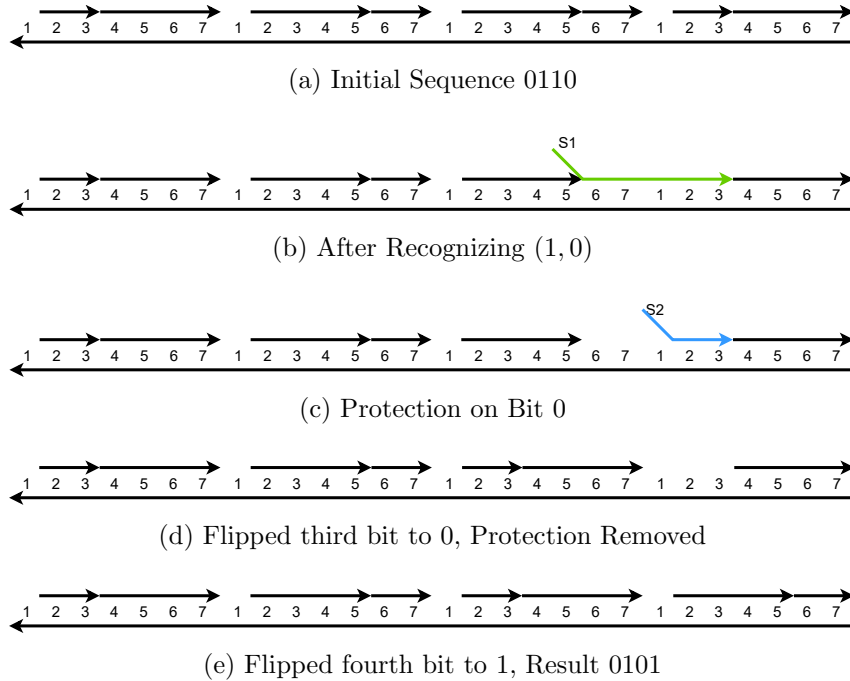 1 2 3 4 5 6 7 1 2 3 4 5 6 7 1 2 3 4 5 6 7 1 2 3 4 5 6 7
(a) Initial Sequence 0110
S1
1 2 3 4 5 6 7 1 2 3 4 5 6 7 1 2 3 4 5 6 7 1 2 3 4 5 6 7
(b) After Recognizing (1, 0)
S2
1 2 3 4 5 6 7 1 2 3 4 5 6 7 1 2 3 4 5 6 7 1 2 3 4 5 6 7
(c) Protection on Bit 0
1 2 3 4 5 6 7 1 2 3 4 5 6 7 1 2 3 4 5 6 7 1 2 3 4 5 6 7
(d) Flipped third bit to 0, Protection Removed
1 2 3 4 5 6 7 1 2 3 4 5 6 7 1 2 3 4 5 6 7 1 2 3 4 5 6 7
(e) Flipped fourth bit to 1, Result 0101